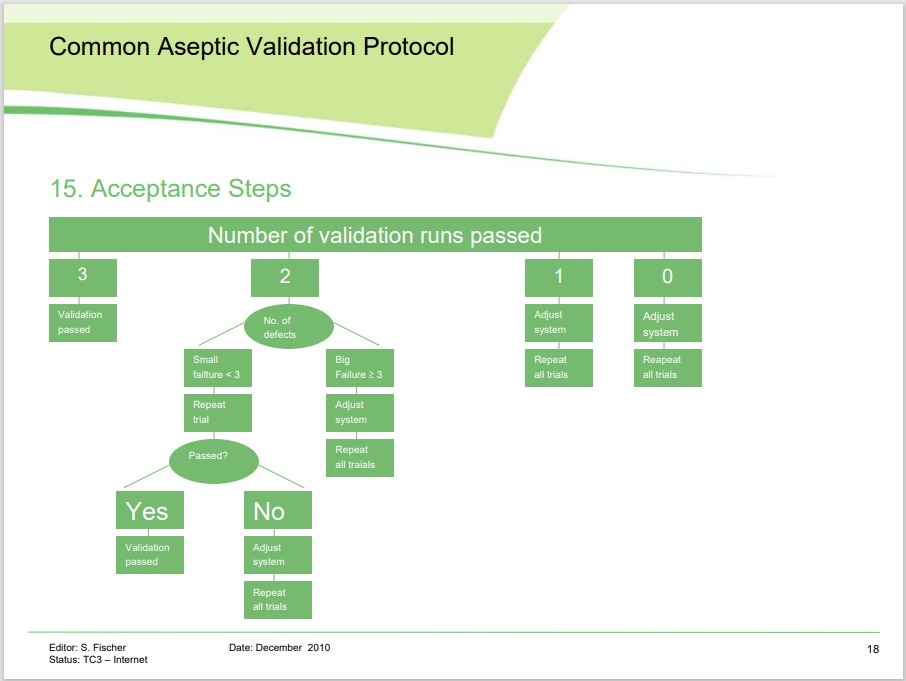 Common Aseptic Validation Protocol
15. Acceptance Steps
Number of validation runs passed
3
2
1
0
Validation
passed
No. of
defects
Adjust
system
Adjust
system
Small
failture < 3
Big
Failure ≥ 3
Repeat
all trials
Reapeat
all trials
Repeat
trial
Adjust
system
Passed?
Repeat
all traials
Yes
No
Validation
passed
Adjust
system
Repeat
all trials
Editor: S. Fischer
Date: December 2010
Status: TC3 – Internet
18